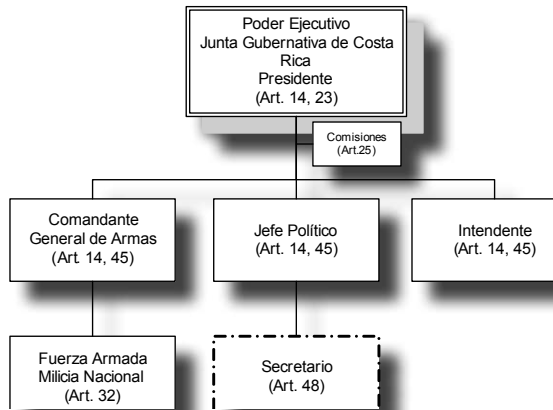 Poder Ejecutivo
Junta Gubernativa de Costa
Rica
Presidente
(Art. 14, 23)
Comisiones
(Art.25)
Comandante
General de Armas
(Art. 14, 45)
Jefe Político
(Art. 14, 45)
Intendente
(Art. 14, 45)
Fuerza Armada
Milicia Nacional
(Art. 32)
Secretario
(Art. 48)